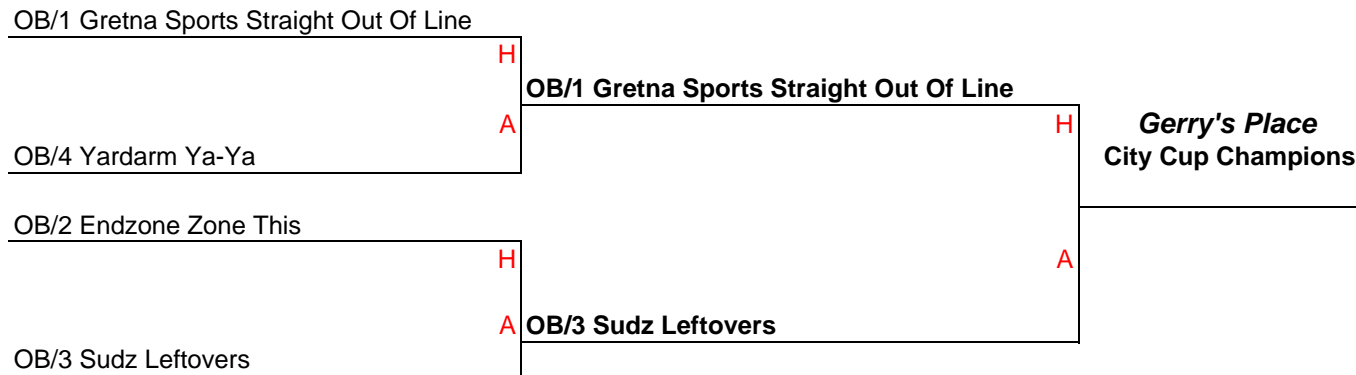 OB/1 Gretna Sports Straight Out Of Line
H
OB/1 Gretna Sports Straight Out Of Line
A
H
Gerry's Place
OB/4 Yardarm Ya-Ya
City Cup Champions
OB/2 Endzone Zone This
H
A
A
OB/3 Sudz Leftovers
OB/3 Sudz Leftovers